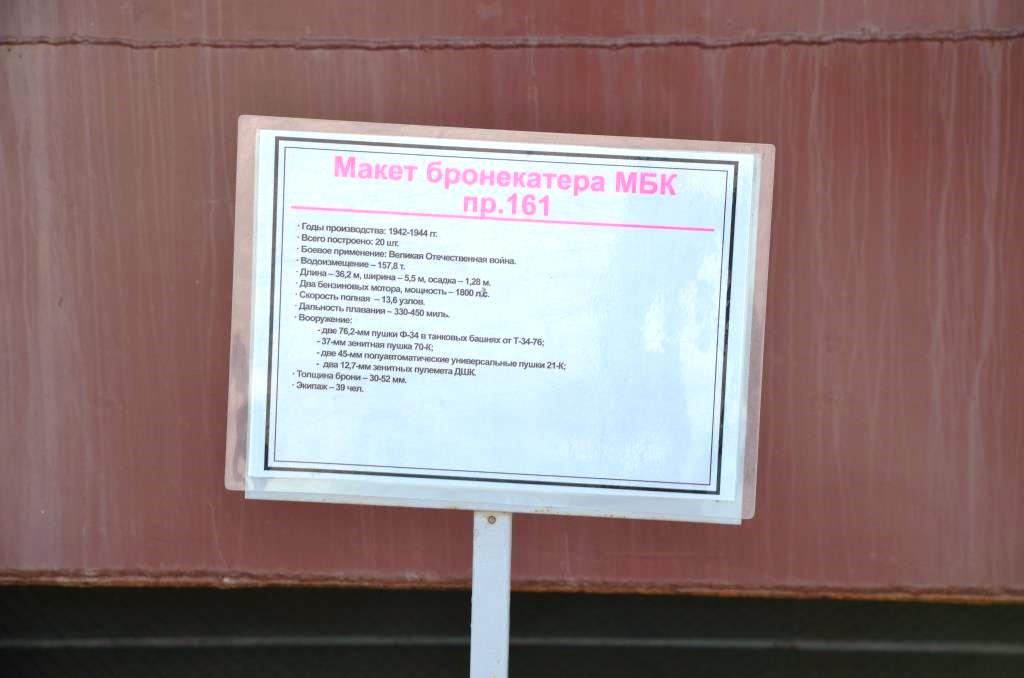 Макет бронекатера МБК
пр.161
· Годы производства: 1942-1944 гг.
· Всего построено: 20 шт.
· Боевое применение: Великая Отечественная война.
· Водоизмещение – 157,8 т.
· Длина – 36,2 м, ширина – 5,5 м, осадка – 1,28 м.
· Два бензиновых мотора, мощность – 1800 л.с.
· Скорость полная – 13,6 узлов.
· Дальность плавания – 330-450 миль.
· Вооружение:
- две 76,2-мм пушки Ф-34 в танковых башнях от Т-34-76;
- 37-мм зенитная пушка 70-К;
- две 45-мм полуавтоматические универсальные пушки 21-К;
- два 12,7-мм зенитных пулемета ДШК.
· Толщина брони – 30-52 мм.
· Экипаж – 39 чел.